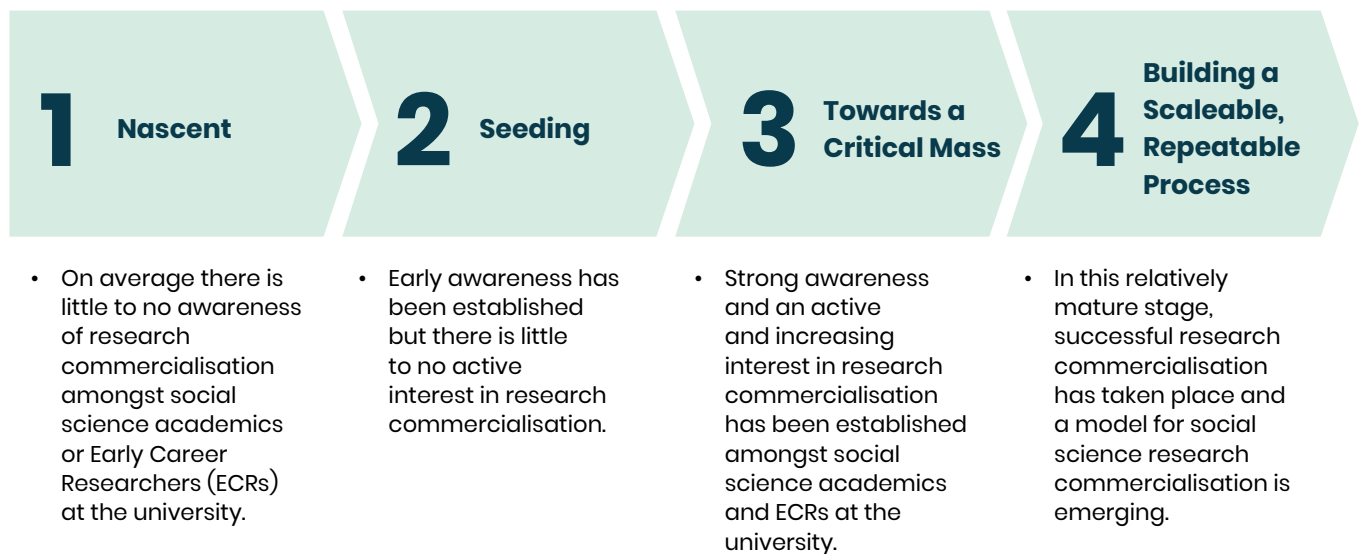 1 Nascent
2 Seeding
3 Towards a
Critical Mass
4 Building a
Scaleable,
Repeatable
Process
• On average there is
little to no awareness
of research
commercialisation
amongst social
science academics
or Early Career
Researchers (ECRs)
at the university.
• Early awareness has
been established
but there is little
to no active
interest in research
commercialisation.
• Strong awareness
and an active
and increasing
interest in research
commercialisation
has been established
amongst social
science academics
and ECRs at the
university.
• In this relatively
mature stage,
successful research
commercialisation
has taken place and
a model for social
science research
commercialisation is
emerging.